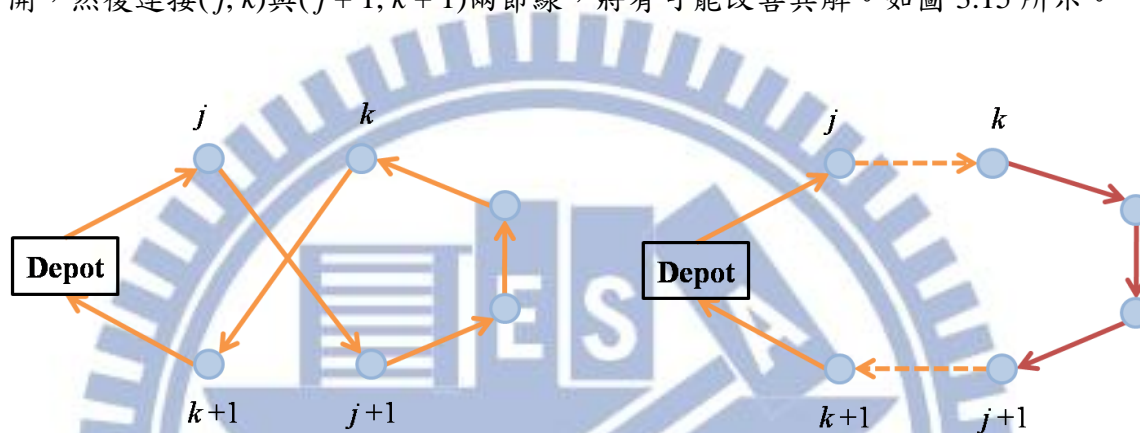 開，然後連接(j, k)與(j + 1, k + 1)兩節線，將有可能改善其解。如圖 3.15 所示。
j k
j k
Depot
Depot
k+1 j+1
k+1 j+1
E S A